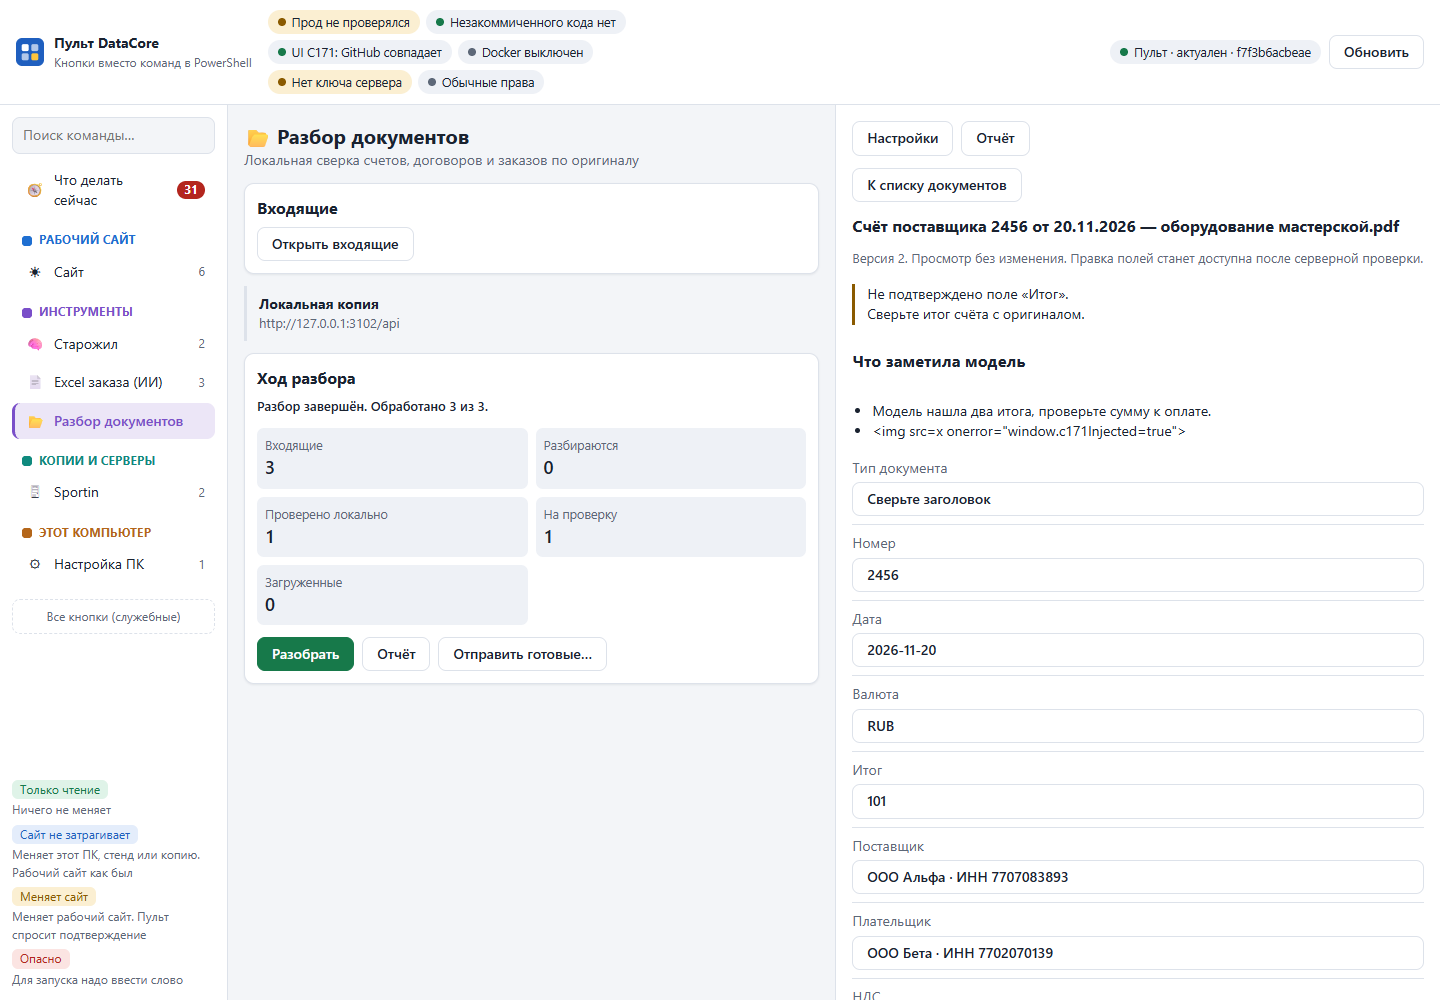 Пульт DataCore
Кнопки вместо команд в PowerShell
Прод не проверялся
Незакоммиченного кода нет
UI C171: GitHub совпадает
Docker выключен
Нет ключа сервера
Обычные права
Пульт · актуален · f7f3b6acbeae
Обновить
Поиск команды...
Что делать
сейчас
31
РАБОЧИЙ САЙТ
Сайт
6
ИНСТРУМЕНТЫ
Старожил
2
Excel заказа (ИИ)
3
Разбор документов
КОПИИ И СЕРВЕРЫ
Sportin
2
ЭТОТ КОМПЬЮТЕР
Настройка ПК
1
Все кнопки (служебные)
Только чтение
Ничего не меняет
Сайт не затрагивает
Меняет этот ПК, стенд или копию.
Рабочий сайт как был
Меняет сайт
Меняет рабочий сайт. Пульт
спросит подтверждение
Опасно
Для запуска надо ввести слово
Разбор документов
Локальная сверка счетов, договоров и заказов по оригиналу
Входящие
Открыть входящие
Локальная копия
http://127.0.0.1:3102/api
Ход разбора
Разбор завершён. Обработано 3 из 3.
Входящие
3
Разбираются
0
Проверено локально
1
На проверку
1
Загруженные
0
Разобрать
Отчёт
Отправить готовые...
Настройки
Отчёт
К списку документов
Счёт поставщика 2456 от 20.11.2026 — оборудование мастерской.pdf
Версия 2. Просмотр без изменения. Правка полей станет доступна после серверной проверки.
Не подтверждено поле «Итог».
Сверьте итог счёта с оригиналом.
Что заметила модель
Модель нашла два итога, проверьте сумму к оплате.
<img src=x onerror="window.c171Injected=true">
Тип документа
Сверьте заголовок
Номер
2456
Дата
2026-11-20
Валюта
RUB
Итог
101
Поставщик
ООО Альфа · ИНН 7707083893
Плательщик
ООО Бета · ИНН 7702070139
НДС